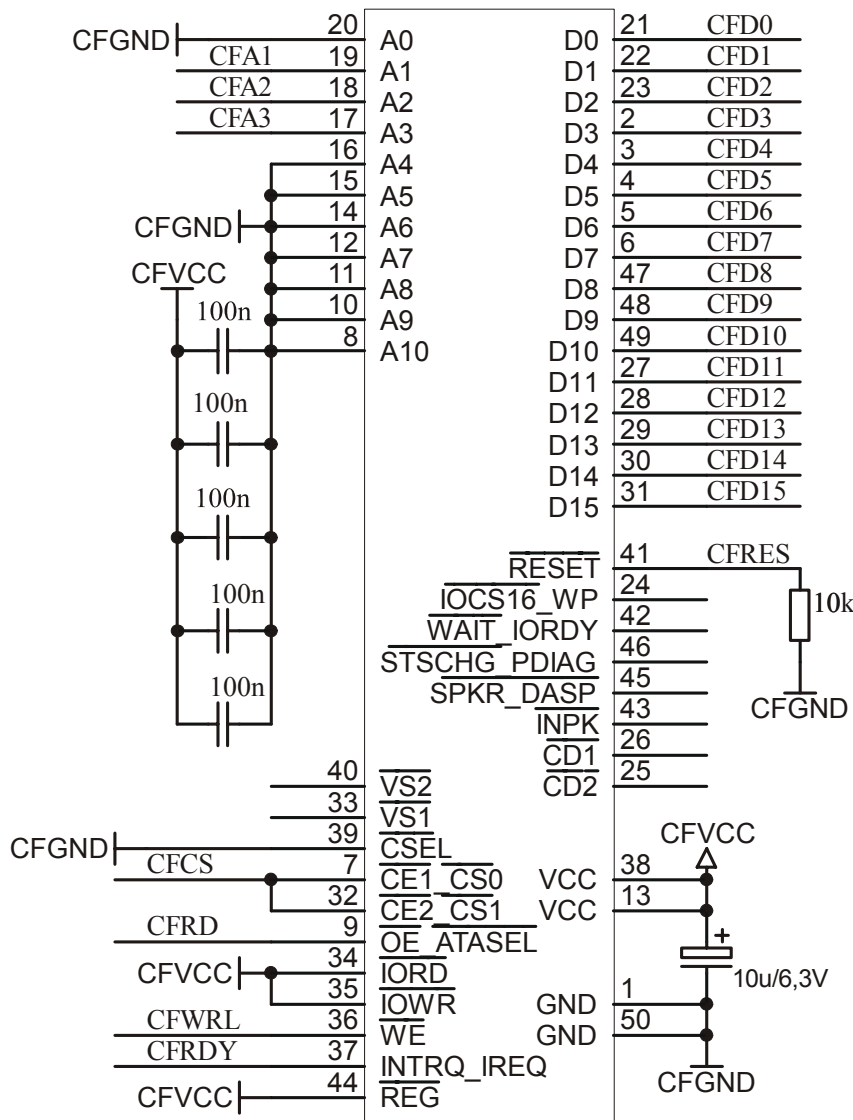 CFGND 20 A0 D0 21 CFD0
CFA1 19 A1 D1 22 CFD1
CFA2 18 A2 D2 23 CFD2
CFA3 17 A3 D3 2 CFD3
16 A4 D4 3 CFD4
15 A5 D5 4 CFD5
CFGND 14 A6 D6 5 CFD6
12 A7 D7 6 CFD7
CFVCC 11 A8 D8 47 CFD8
100n 10 A9 D9 48 CFD9
8 A10 D10 49 CFD10
D11 27 CFD11
100n D12 28 CFD12
D13 29 CFD13
D14 30 CFD14
100n D15 31 CFD15
RESET 41 CFRES
100n IOCS16_WP 24 10k
WAIT_IORDY 42
STSCHG_PDIAG 46
100n SPKR_DASP 45 CFGND
INPK 43
CD1 26
40 VS2 CD2 25
33 VS1
CFGND 39 CSEL CFVCC
CFCS 7 CE1_CS0 VCC 38
32 CE2_CS1 VCC 13
CFRD 9 OE_ATASEL +
CFVCC 34 IORD 10u/6,3V
35 IOWR GND 1
CFWRL 36 WE GND 50
CFRDY 37 INTRQ_IREQ CFGND
CFVCC 44 REG